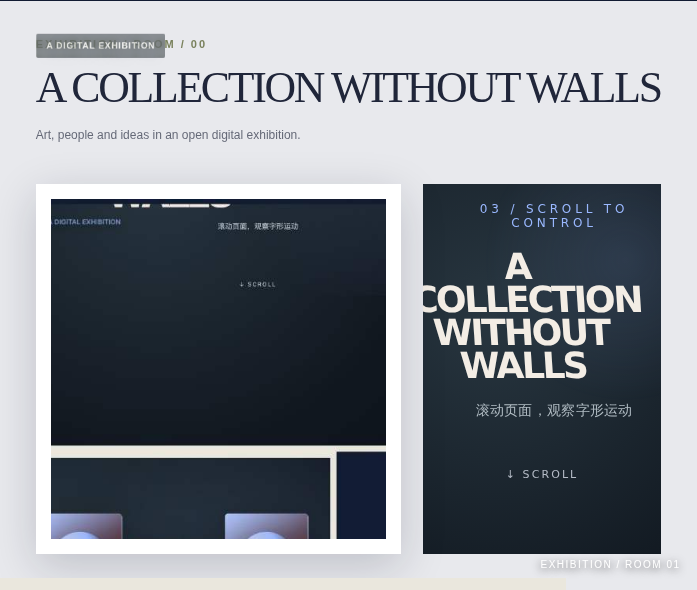 A DIGITAL EXHIBITION
M / 00
A COLLECTION WITHOUT WALLS
Art, people and ideas in an open digital exhibition.
WALLS
DIGITAL EXHIBITION
滚动页面，观察字形运动
↓ SCROLL
03 / SCROLL TO
CONTROL
A
COLLECTION
WITHOUT
WALLS
滚动页面，观察字形运动
↓ SCROLL
EXHIBITION / ROOM 01